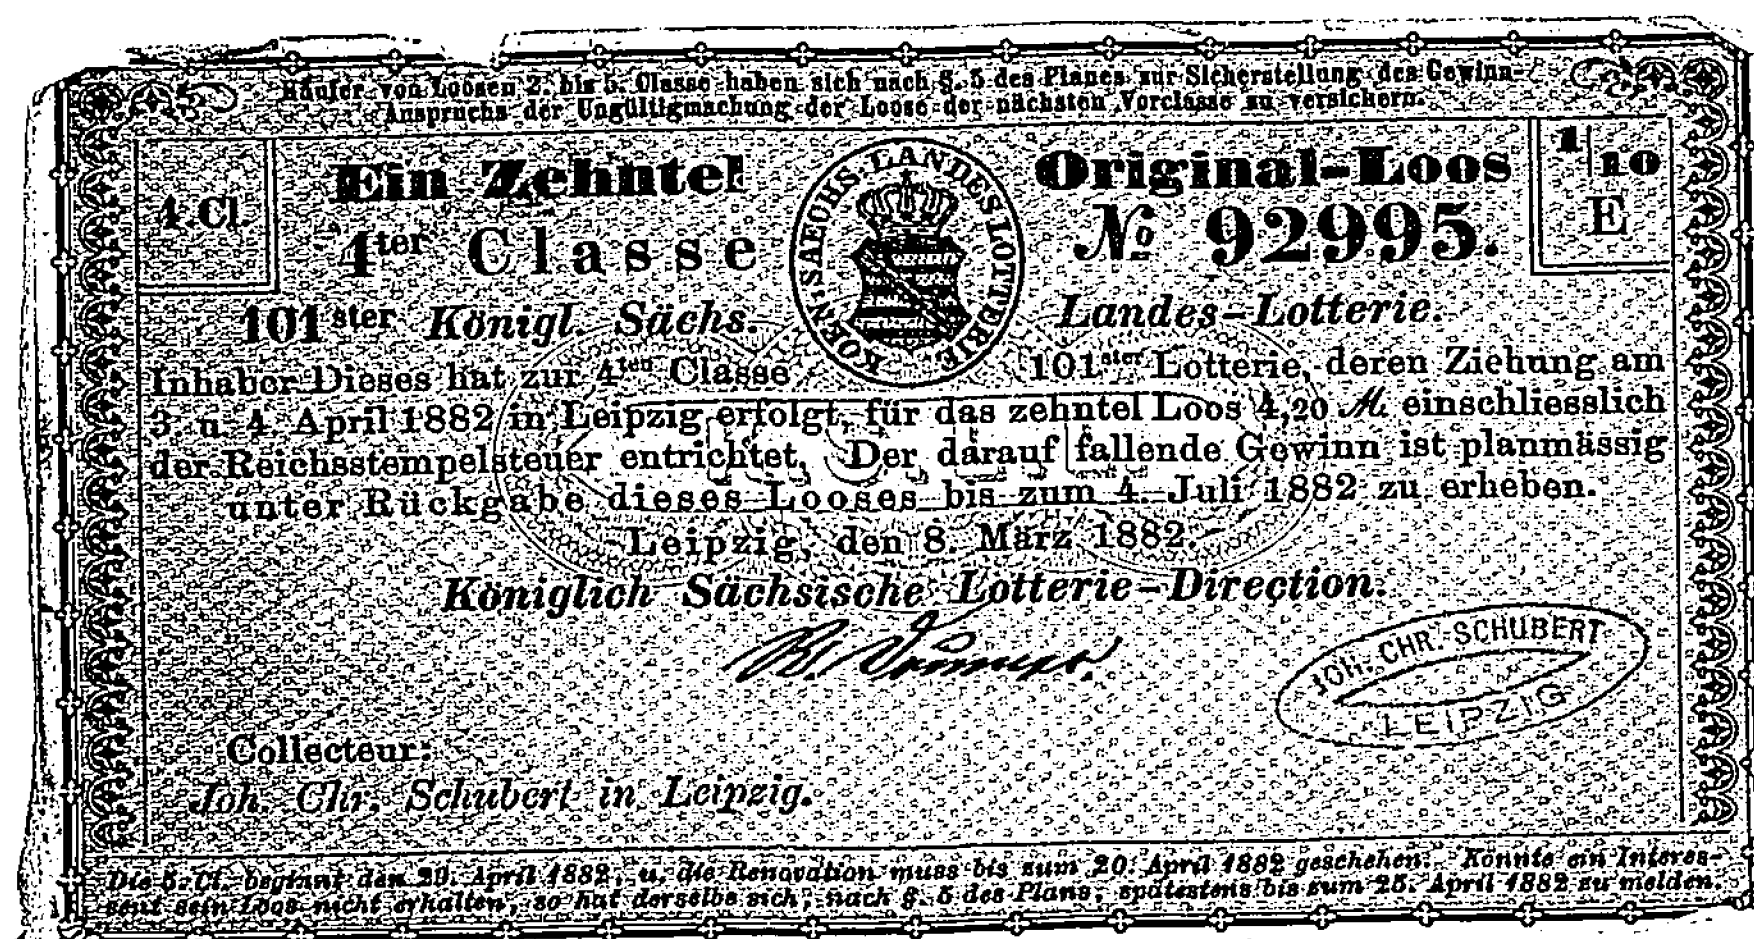 Käufer von Loosen 2. bis 5. Classe haben sich nach §. 5 des Planes zur Sicherstellung des Gewinn-
Anspruchs der Ungültigmachung der Loose der nächsten Vorclasse zu versichern.
4.Cl.
Ein Zehntel
Original-Loos
1/10
E
4ter Classe
№ 92995.
KOEN. SAECHS. LANDES LOTTERIE
101ster Königl. Sächs. Landes-Lotterie.
Inhaber Dieses hat zur 4ten Classe 101ster Lotterie, deren Ziehung am
3. u. 4. April 1882 in Leipzig erfolgt, für das zehntel Loos 4,20 M. einschliesslich
der Reichsstempelsteuer entrichtet. Der darauf fallende Gewinn ist planmässig
unter Rückgabe dieses Looses bis zum 4. Juli 1882 zu erheben.
Leipzig, den 8. März 1882.
Königlich Sächsische Lotterie-Direction.
JOH. CHR. SCHUBERT
LEIPZIG
Collecteur:
Joh. Chr. Schubert in Leipzig.
Die 5. Cl. beginnt den 29. April 1882, u. die Renovation muss bis zum 20. April 1882 geschehen. Konnte ein Interes-
sent sein Loos nicht erhalten, so hat derselbe sich, nach §. 5 des Plans, spätestens bis zum 25. April 1882 zu melden.